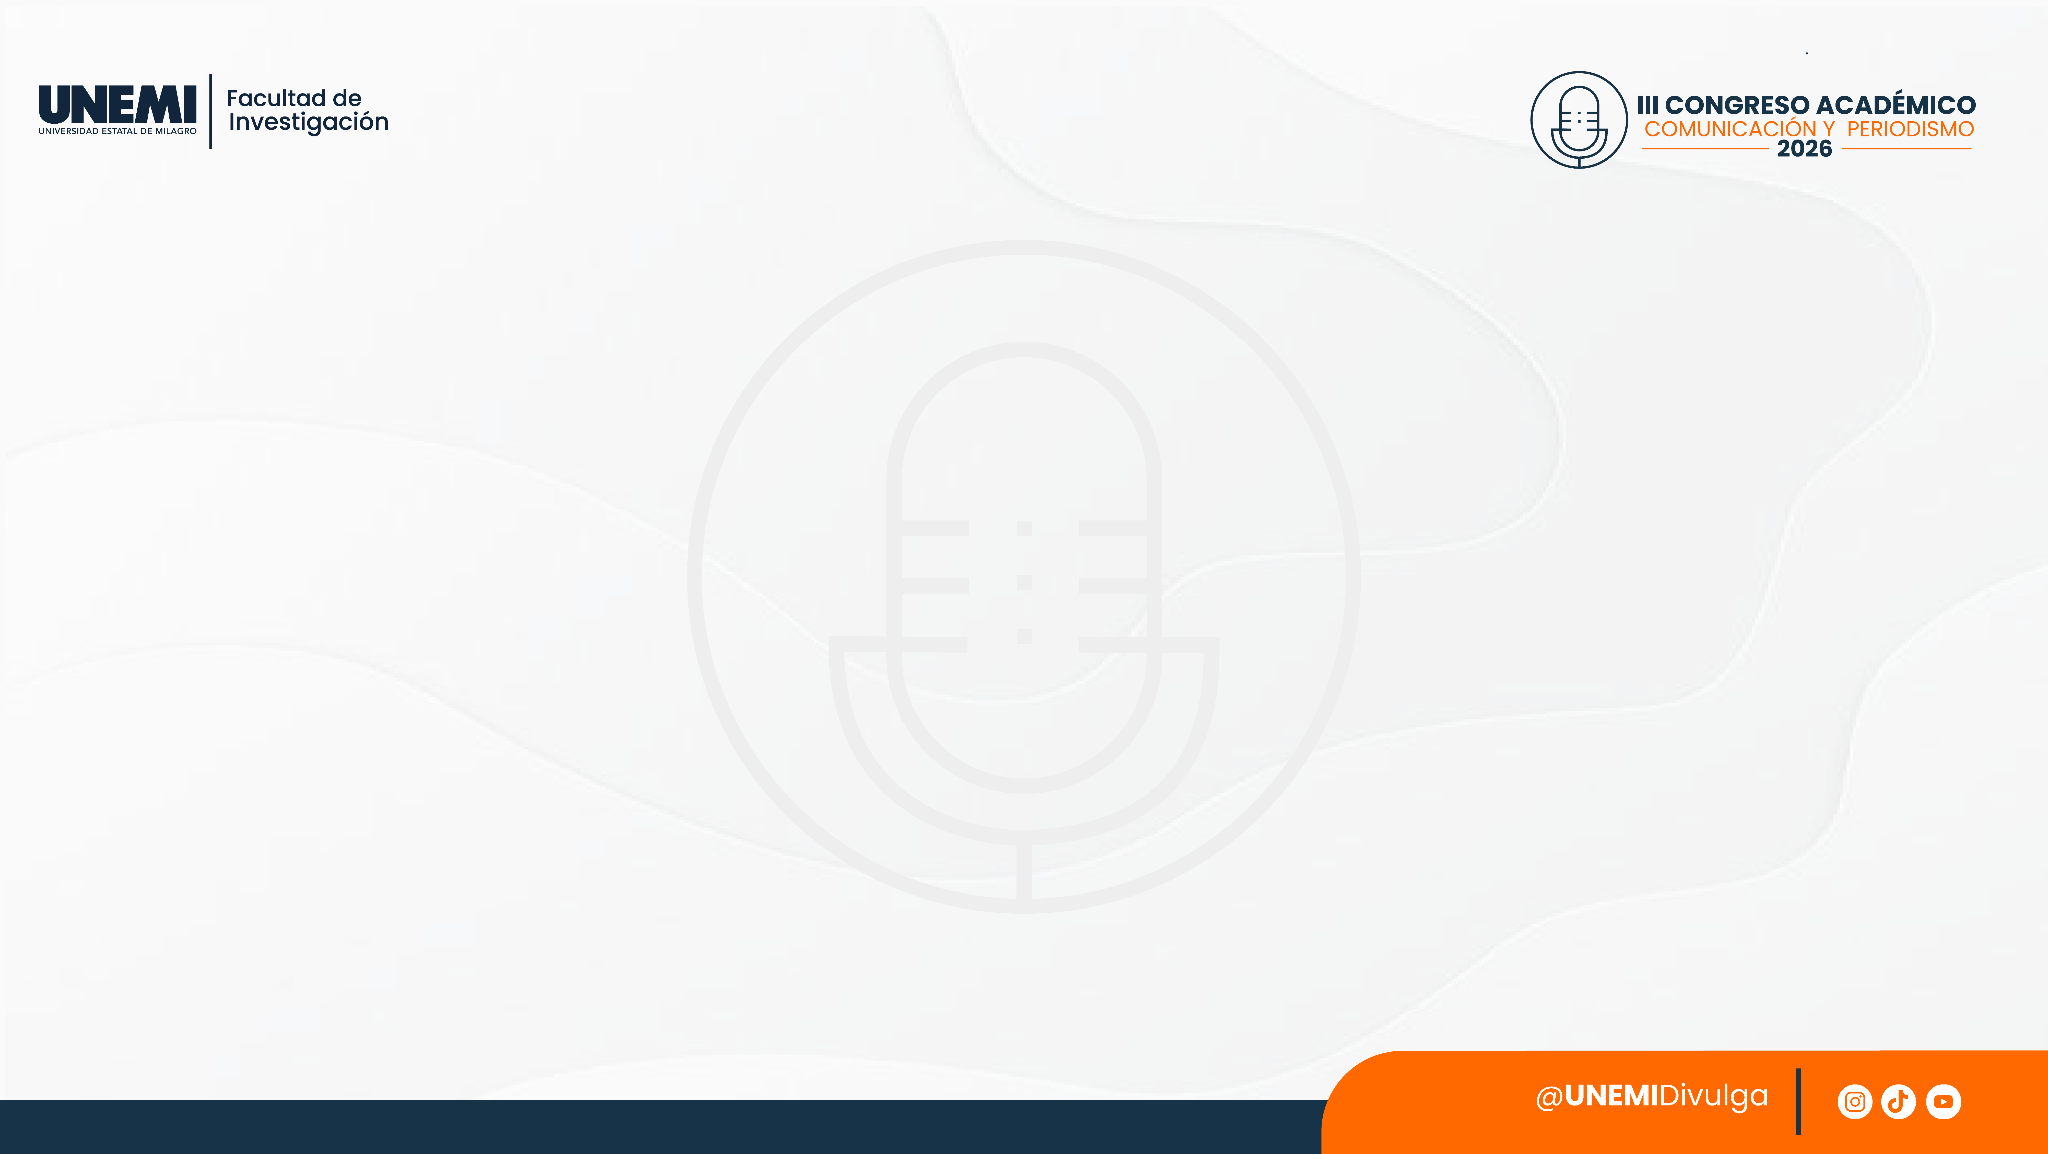 UNEMI
UNIVERSIDAD ESTATAL DE MILAGRO
Facultad de
Investigación
III CONGRESO ACADÉMICO
COMUNICACIÓN Y PERIODISMO
2026
@UNEMIDivulga